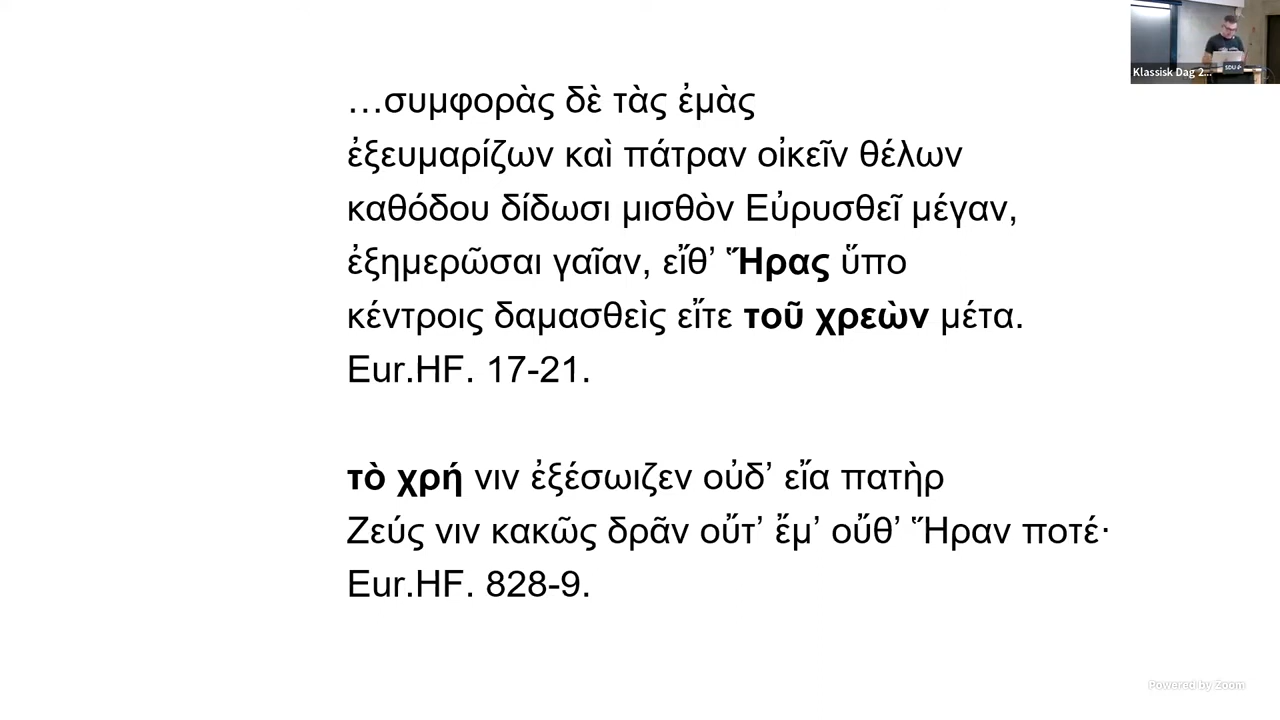 …συμφορὰς δὲ τὰς ἐμὰς
ἐξευμαρίζων καὶ πάτραν οἰκεῖν θέλων
καθόδου δίδωσι μισθὸν Εὐρυσθεῖ μέγαν,
ἐξημερῶσαι γαῖαν, εἴθ’ Ἥρας ὕπο
κέντροις δαμασθεὶς εἴτε τοῦ χρεὼν μέτα.
Eur.HF. 17-21.
τὸ χρή νιν ἐξέσωιζεν οὐδ’ εἴα πατὴρ
Ζεύς νιν κακῶς δρᾶν οὔτ’ ἔμ’ οὔθ’ Ἥραν ποτέ·
Eur.HF. 828-9.
Klassisk Dag 2...
SDU
Powered by Zoom